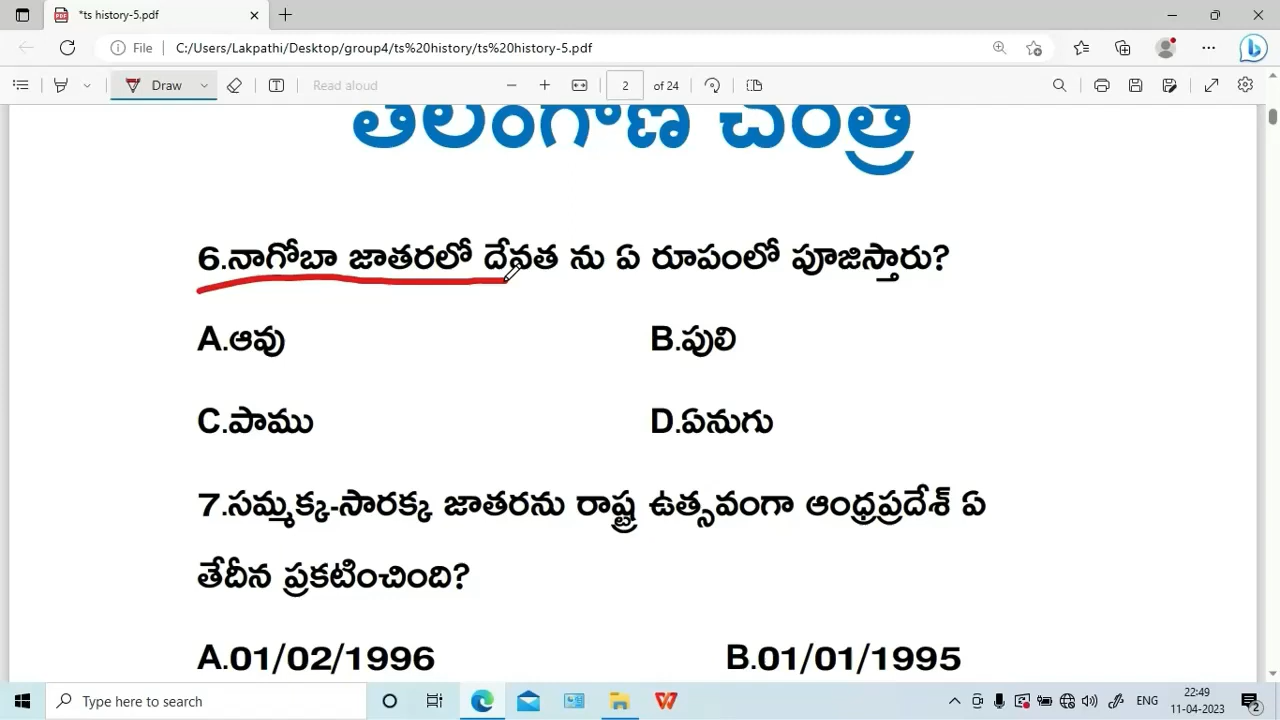 *ts history-5.pdf
File C:/Users/Lakpathi/Desktop/group4/ts%20history/ts%20history-5.pdf
Draw Read aloud 2 of 24
తెలంగాణ చరిత్ర
6.నాగోబా జాతరలో దేవత ను ఏ రూపంలో పూజిస్తారు?
A.ఆవు B.పులి
C.పాము D.ఏనుగు
7.సమ్మక్క-సారక్క జాతరను రాష్ట్ర ఉత్సవంగా ఆంధ్రప్రదేశ్ ఏ
తేదీన ప్రకటించింది?
A.01/02/1996 B.01/01/1995
Type here to search ENG 22:49
11-04-2023 2